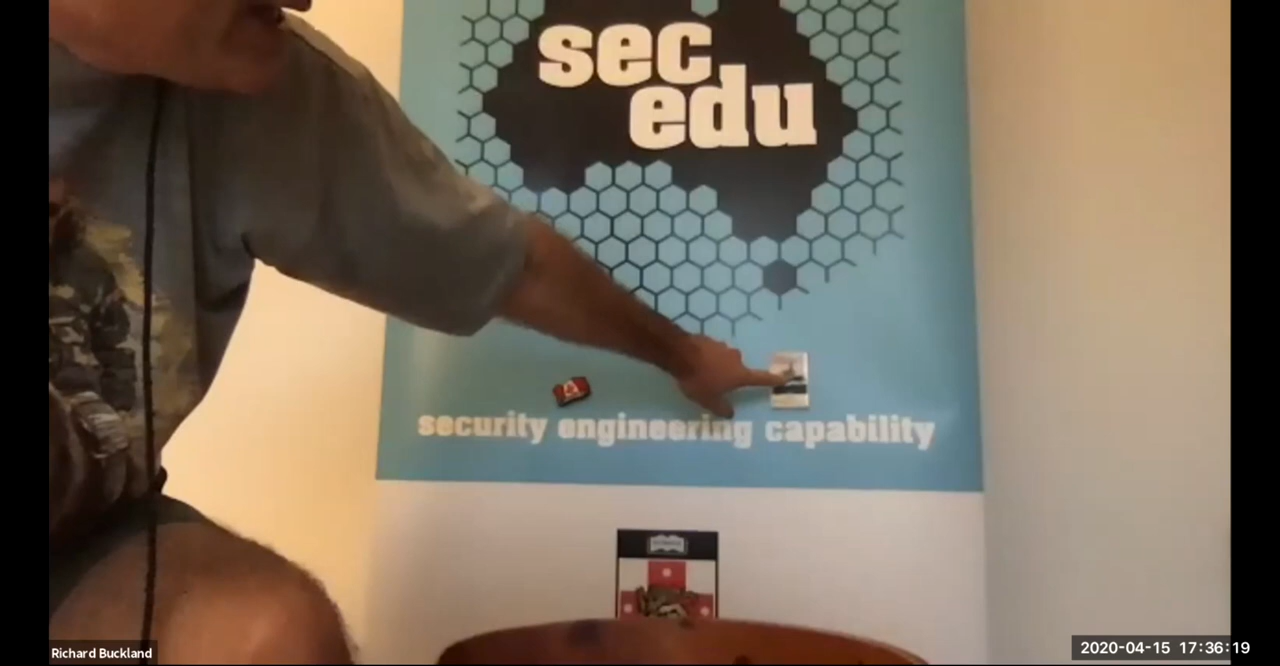 sec
edu
A
security engineering capability
Richard Buckland
2020-04-15 17:36:19